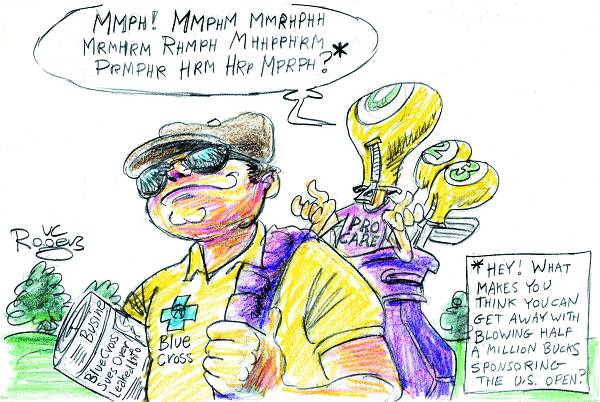 MMPH! MMPHM MMRHPHH
MRMHRM RHMPH MHHPPHRM
PRMPHR HRM HRP MPRPH?*
VC
Rogers
PRO
CARE
1
2
3
Busine
Blue Cross
Sues Over
Leaked Info
Blue
Cross
*HEY! WHAT
MAKES YOU
THINK YOU CAN
GET AWAY WITH
BLOWING HALF
A MILLION BUCKS
SPONSORING
THE U.S. OPEN?